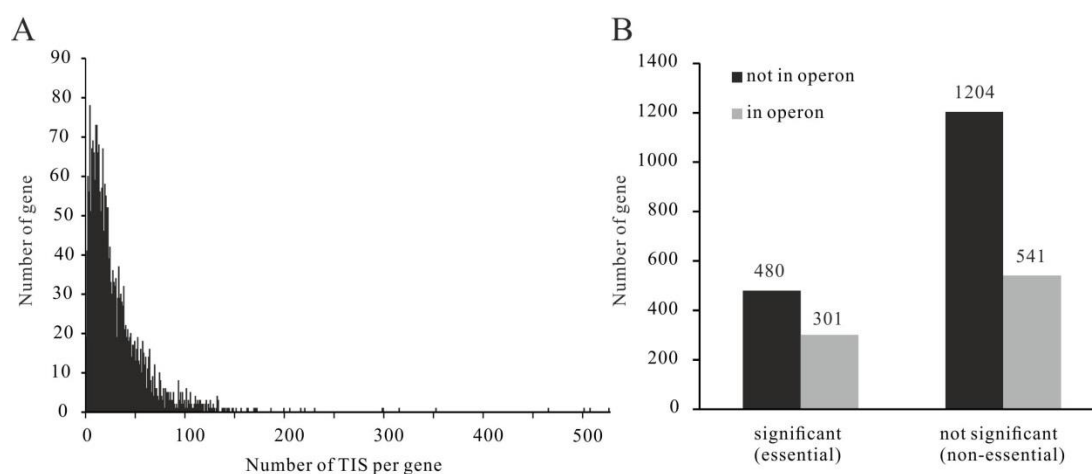 A
90
80
70
60
50
40
30
20
10
0
Number of gene
0 100 200 300 400 500
Number of TIS per gene
B
1400
1200
1000
800
600
400
200
0
Number of gene
not in operon
in operon
480
301
1204
541
significant
(essential)
not significant
(non-essential)